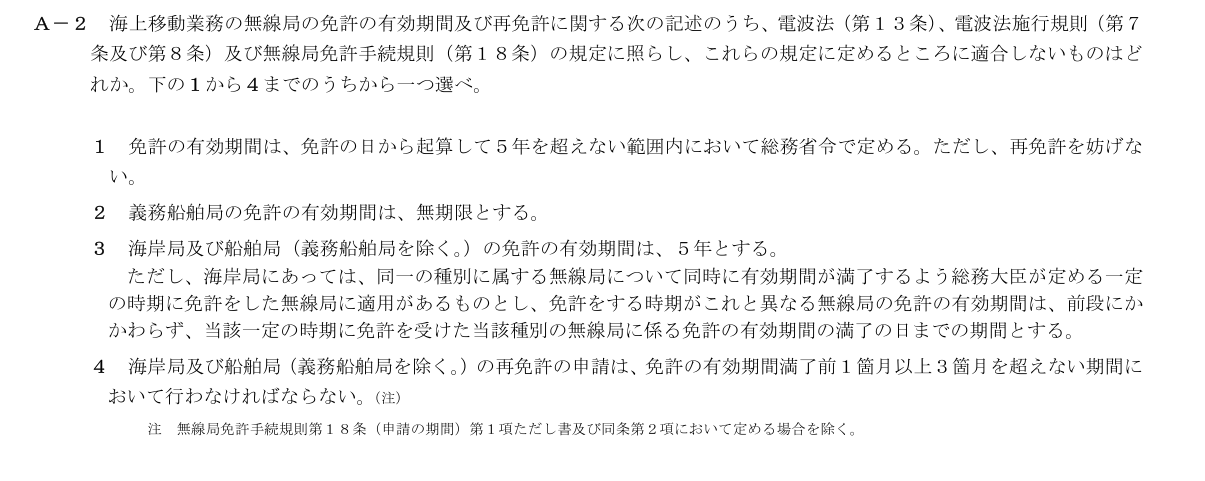 Ａ－２　海上移動業務の無線局の免許の有効期間及び再免許に関する次の記述のうち、電波法（第１３条）、電波法施行規則（第７
条及び第８条）及び無線局免許手続規則（第１８条）の規定に照らし、これらの規定に定めるところに適合しないものはど
れか。下の１から４までのうちから一つ選べ。
１　免許の有効期間は、免許の日から起算して５年を超えない範囲内において総務省令で定める。ただし、再免許を妨げな
い。
２　義務船舶局の免許の有効期間は、無期限とする。
３　海岸局及び船舶局（義務船舶局を除く。）の免許の有効期間は、５年とする。
ただし、海岸局にあっては、同一の種別に属する無線局について同時に有効期間が満了するよう総務大臣が定める一定
の時期に免許をした無線局に適用があるものとし、免許をする時期がこれと異なる無線局の免許の有効期間は、前段にか
かわらず、当該一定の時期に免許を受けた当該種別の無線局に係る免許の有効期間の満了の日までの期間とする。
４　海岸局及び船舶局（義務船舶局を除く。）の再免許の申請は、免許の有効期間満了前１箇月以上３箇月を超えない期間に
おいて行わなければならない。（注）
注　無線局免許手続規則第１８条（申請の期間）第１項ただし書及び同条第２項において定める場合を除く。